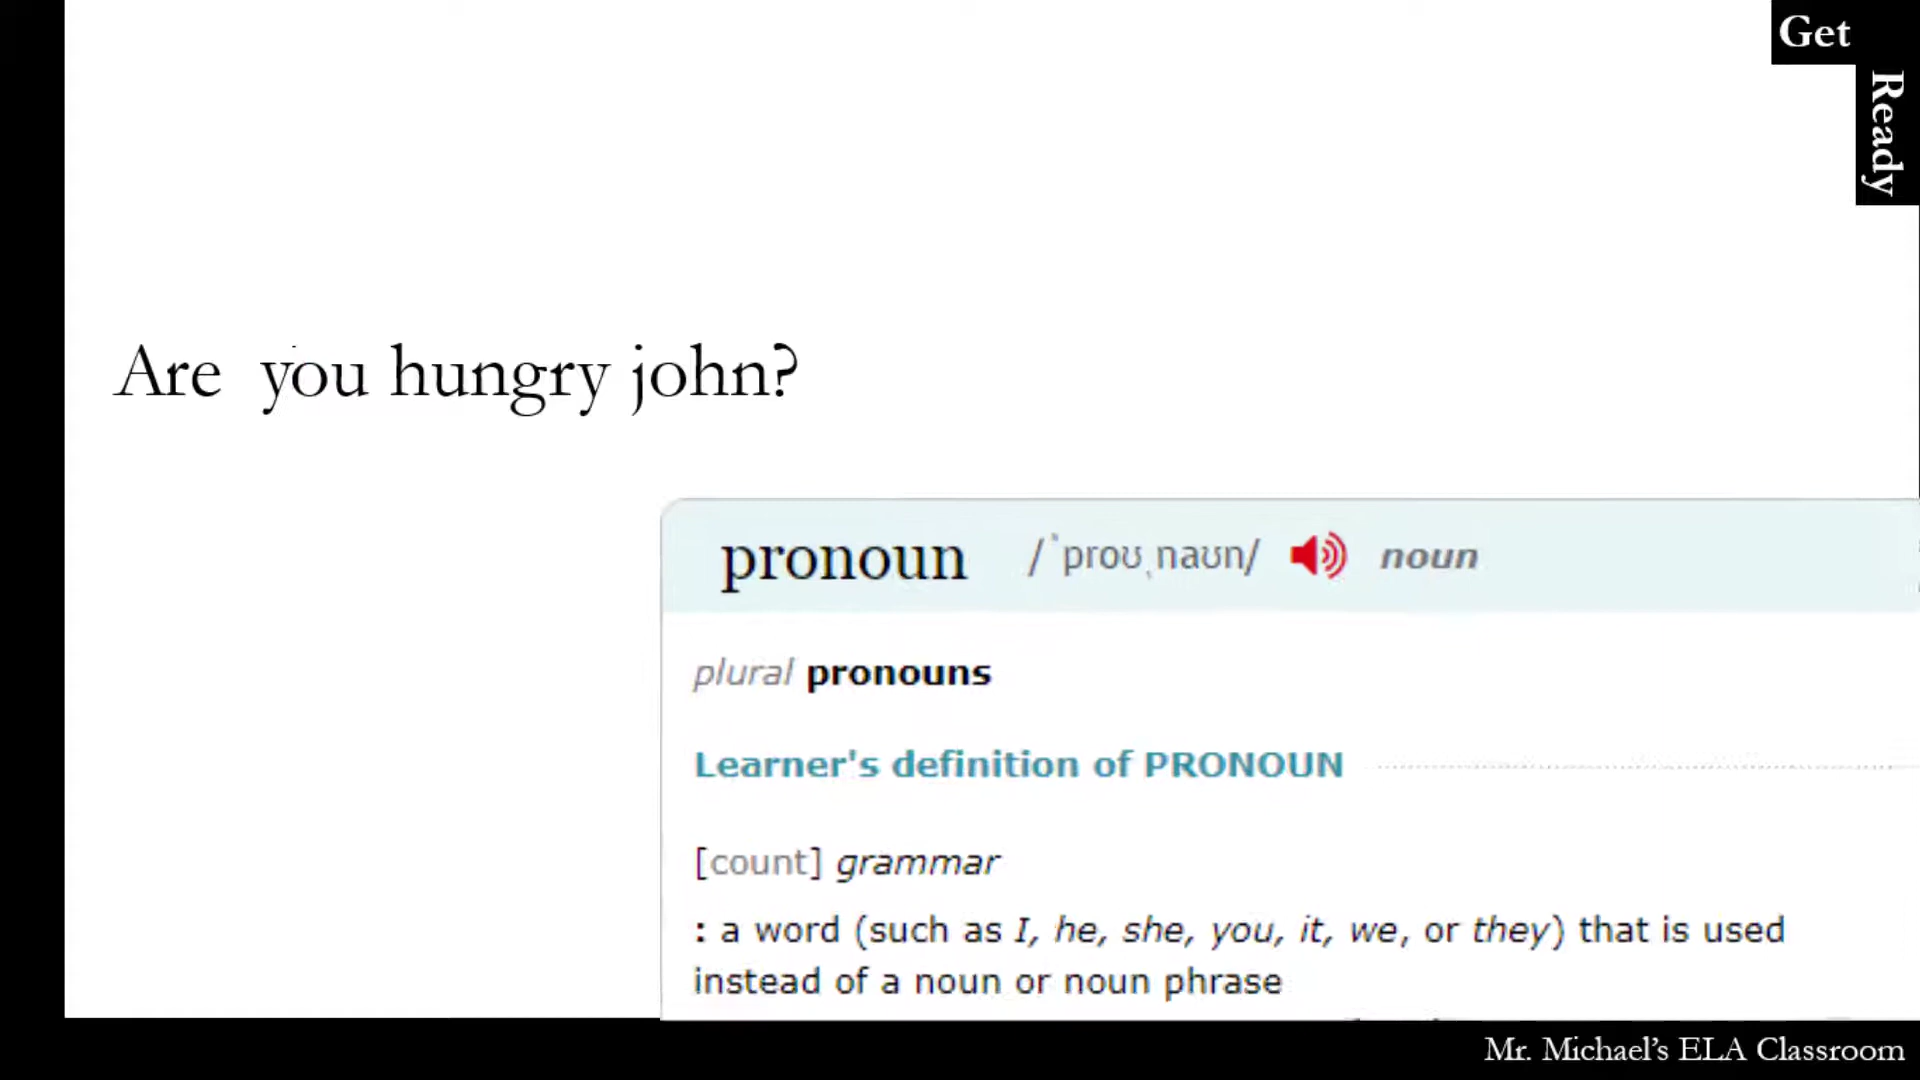 Get
Ready
Are you hungry john?
pronoun /ˈproʊˌnaʊn/ noun
plural pronouns
Learner's definition of PRONOUN
[count] grammar
: a word (such as I, he, she, you, it, we, or they) that is used
instead of a noun or noun phrase
Mr. Michael's ELA Classroom